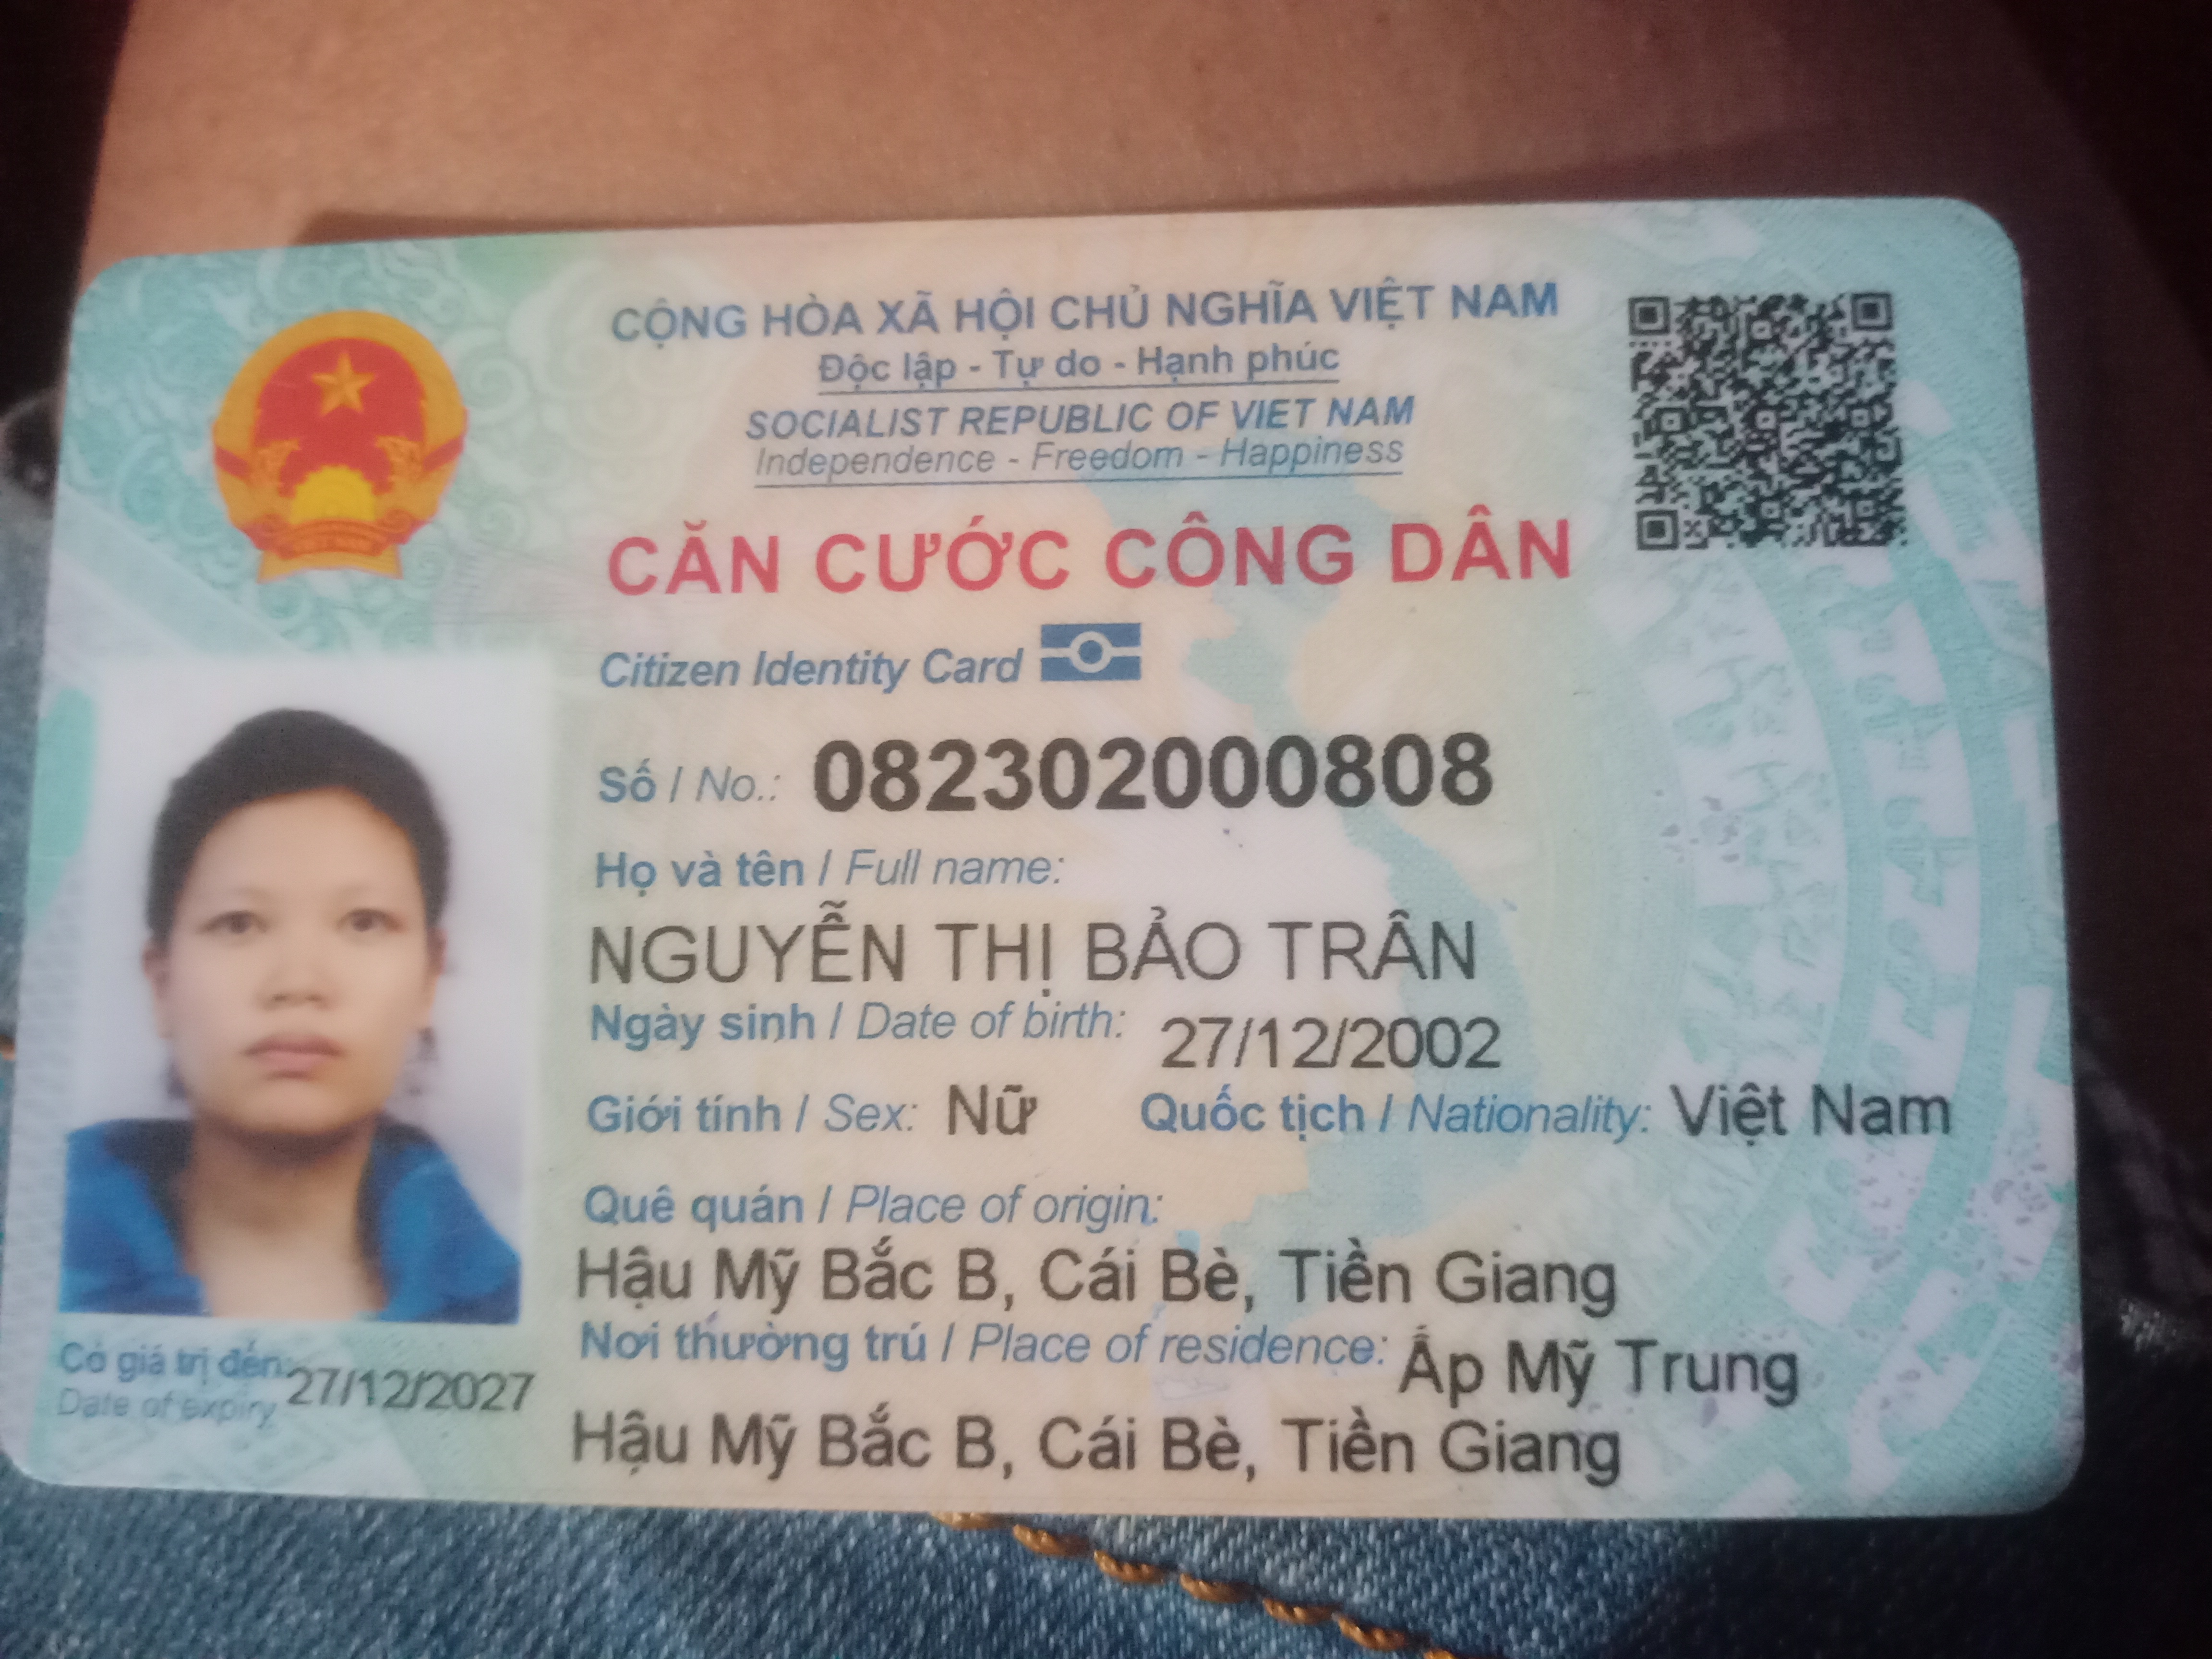 CỘNG HÒA XÃ HỘI CHỦ NGHĨA VIỆT NAM
Độc lập - Tự do - Hạnh phúc
SOCIALIST REPUBLIC OF VIET NAM
Independence - Freedom - Happiness
CĂN CƯỚC CÔNG DÂN
Citizen Identity Card
Số / No.: 082302000808
Họ và tên / Full name:
NGUYỄN THỊ BẢO TRÂN
Ngày sinh / Date of birth: 27/12/2002
Giới tính / Sex: Nữ Quốc tịch / Nationality: Việt Nam
Quê quán / Place of origin:
Hậu Mỹ Bắc B, Cái Bè, Tiền Giang
Nơi thường trú / Place of residence: Ấp Mỹ Trung
Hậu Mỹ Bắc B, Cái Bè, Tiền Giang
Có giá trị đến: 27/12/2027
Date of expiry